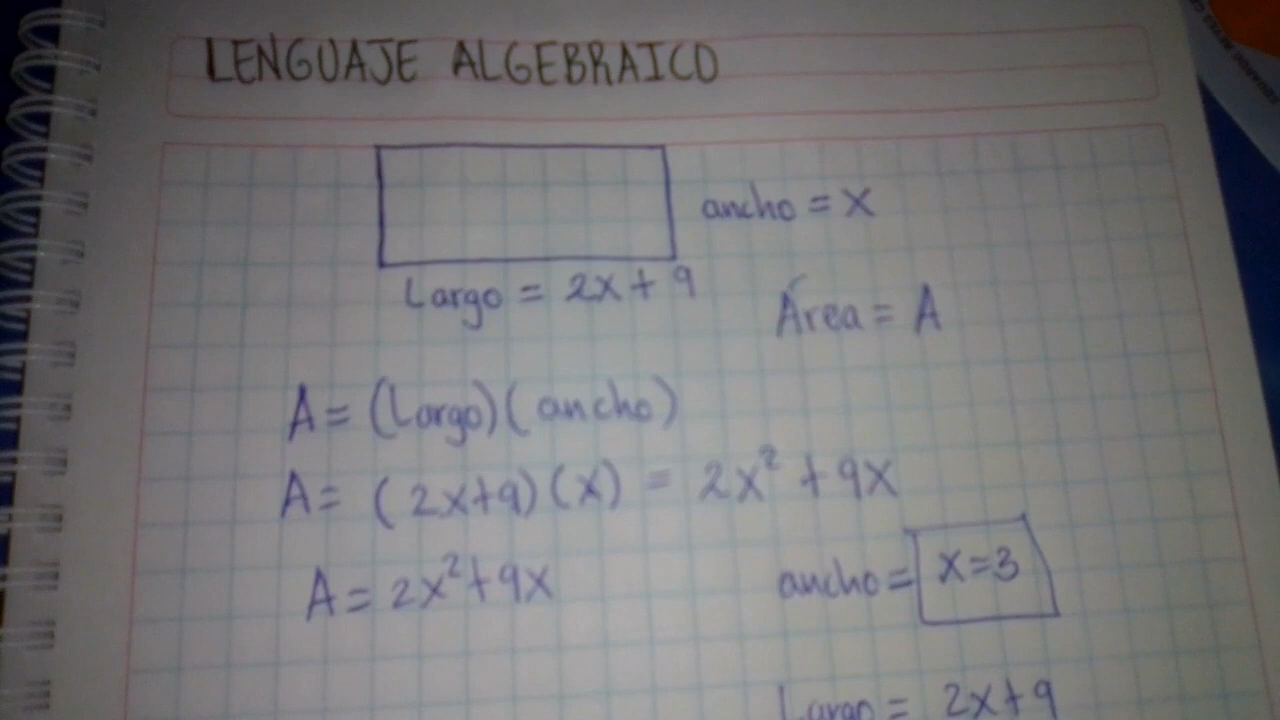 LENGUAJE ALGEBRAICO
ancho = x
Largo = 2x + 9
Área = A
A = (Largo)(ancho)
A = (2x+9)(x) = 2x² + 9x
A = 2x² + 9x
ancho = x=3
Largo = 2x+9